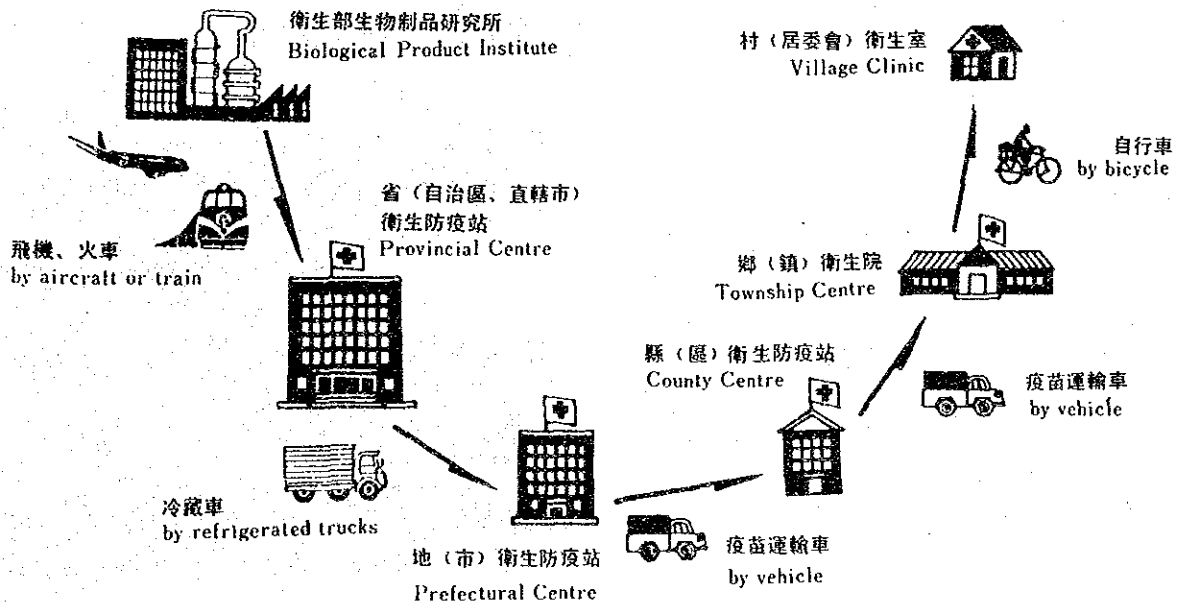 衛生部生物制品研究所
Biological Product Institute
飛機、火車
by aircraft or train
省（自治區、直轄市）
衛生防疫站
Provincial Centre
冷藏車
by refrigerated trucks
地（市）衛生防疫站
Prefectural Centre
疫苗運輸車
by vehicle
縣（區）衛生防疫站
County Centre
疫苗運輸車
by vehicle
鄉（鎮）衛生院
Township Centre
自行車
by bicycle
村（居委會）衛生室
Village Clinic